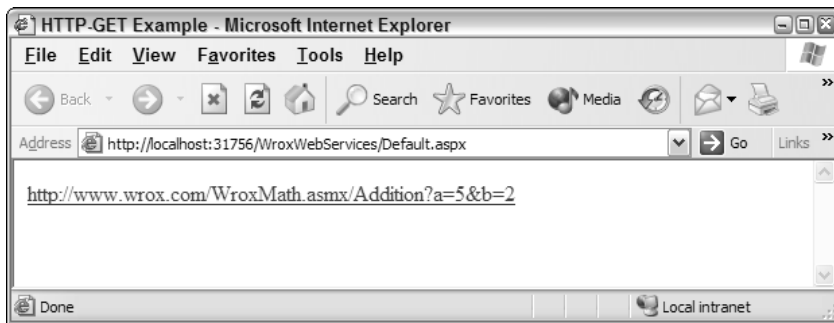 HTTP-GET Example - Microsoft Internet Explorer
File Edit View Favorites Tools Help
Back Search Favorites Media »
Address http://localhost:31756/WroxWebServices/Default.aspx Go Links »
http://www.wrox.com/WroxMath.asmx/Addition?a=5&b=2
Done Local intranet